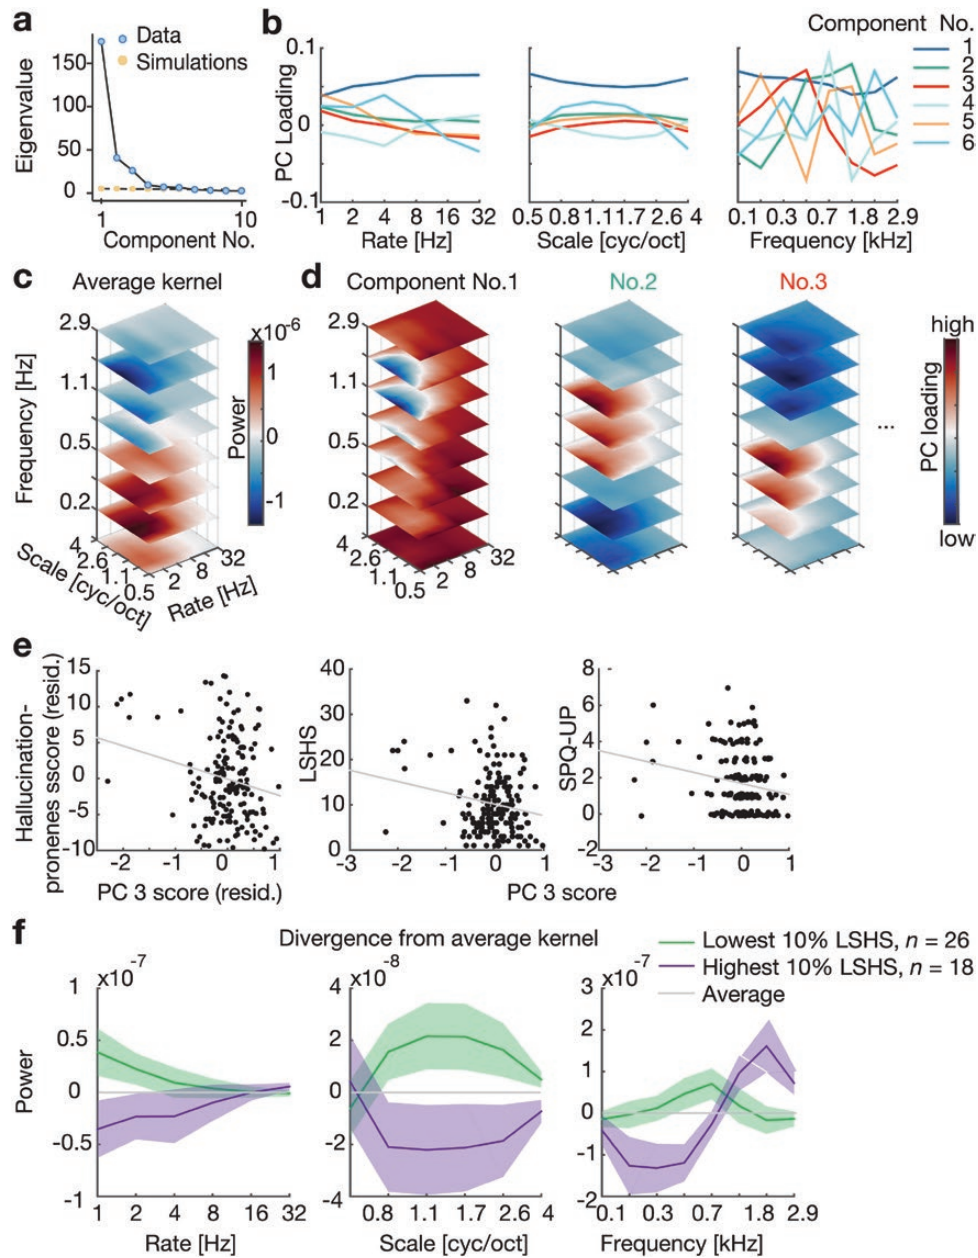 a
Data
Simulations
150
100
50
0
Eigenvalue
1 10
Component No.
b
Component No.
1
2
3
4
5
6
0.1
0
-0.1
PC Loading
1 2 4 8 16 32
Rate [Hz]
0.5 0.8 1.1 1.7 2.6 4
Scale [cyc/oct]
0.1 0.3 0.7 1.8 2.9
Frequency [kHz]
c Average kernel
2.9
1.1
0.5
0.2
Frequency [Hz]
4
2.6
1.1
0.5
Scale [cyc/oct]
2 8 32
Rate [Hz]
x10-6
1
0
-1
Power
d Component No.1 No.2 No.3
2.9
1.1
0.5
0.2
4
2.6
1.1
0.5
2 8 32
...
high
PC loading
low
e
Hallucination-
pronenes sscore (resid.)
15
10
5
0
-5
-10
-2 -1 0 1
PC 3 score (resid.)
LSHS
40
30
20
10
0
-3 -2 -1 0 1
PC 3 score
SPQ-UP
8
6
4
2
0
-2
-3 -2 -1 0 1
f
Divergence from average kernel
Lowest 10% LSHS, n = 26
Highest 10% LSHS, n = 18
Average
x10-7
1
0.5
0
-0.5
-1
Power
1 2 4 8 16 32
Rate [Hz]
x10-8
4
2
0
-2
-4
0.8 1.1 1.7 2.6 4
Scale [cyc/oct]
x10-7
2
1
0
-1
-2
0.1 0.3 0.7 1.8 2.9
Frequency [kHz]